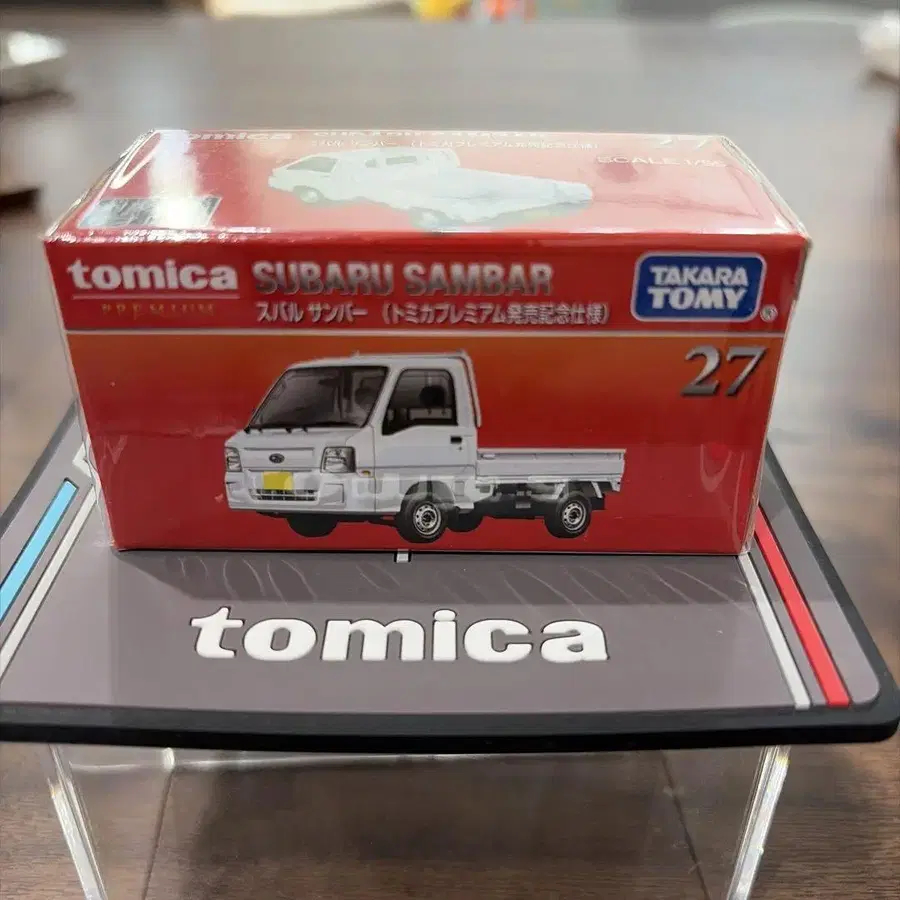 tomica
SCALE 1/55
tomica SUBARU SAMBAR
PREMIUM
スバル サンバー （トミカプレミアム発売記念仕様）
TAKARA
TOMY
27
tomica